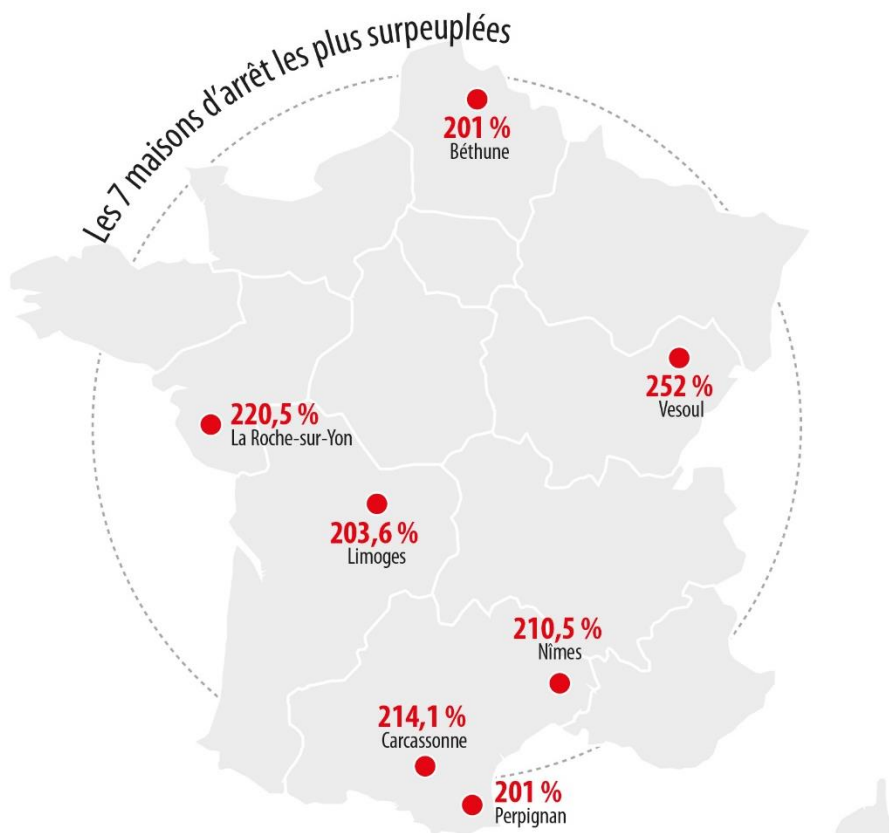 Les 7 maisons d'arrêt les plus surpeuplées
201 %
Béthune
252 %
Vesoul
220,5 %
La Roche-sur-Yon
203,6 %
Limoges
210,5 %
Nîmes
214,1 %
Carcassonne
201 %
Perpignan